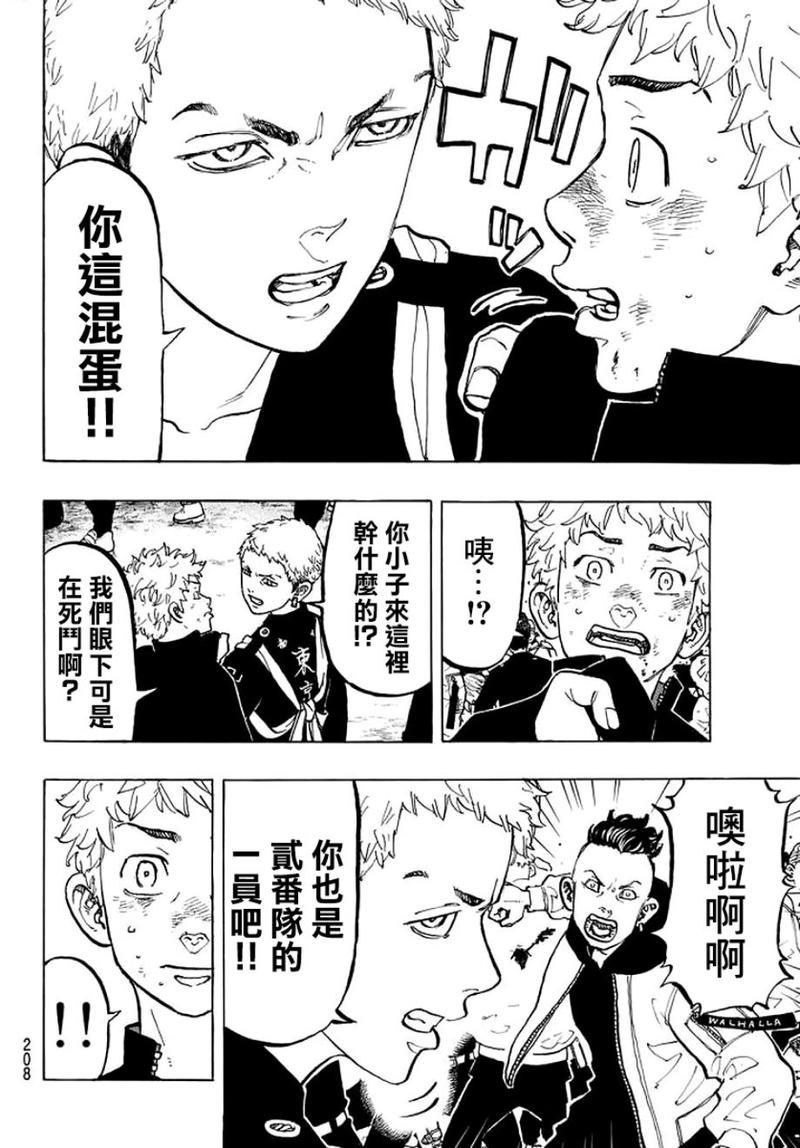 你這混蛋!!
咦…!?
你小子來這裡
幹什麼的!?
我們眼下可是
在死鬥啊?
東京
噢啦啊啊
WALHALLA
你也是
貳番隊的
一員吧!!
!!
208